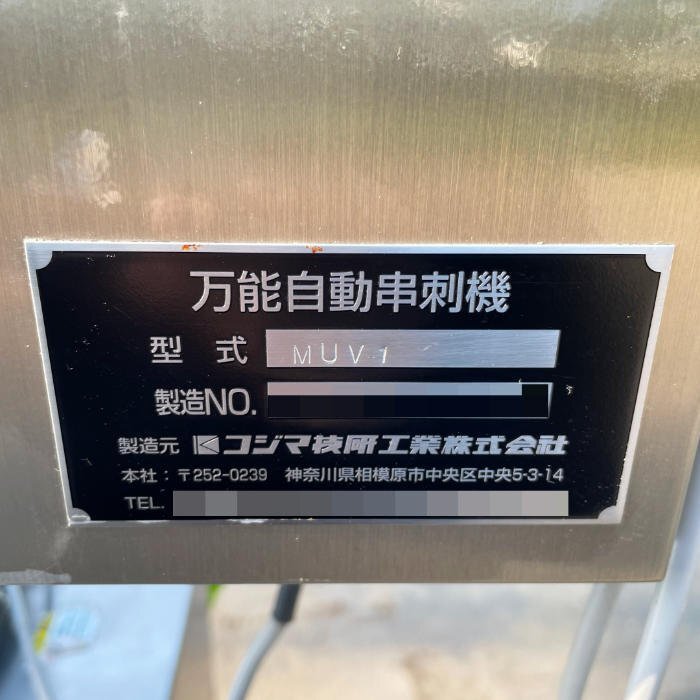 万能自動串刺機
型式 MUV1
製造NO.
製造元 コジマ技研工業株式会社
本社：〒252-0239 神奈川県相模原市中央区中央5-3-14
TEL.